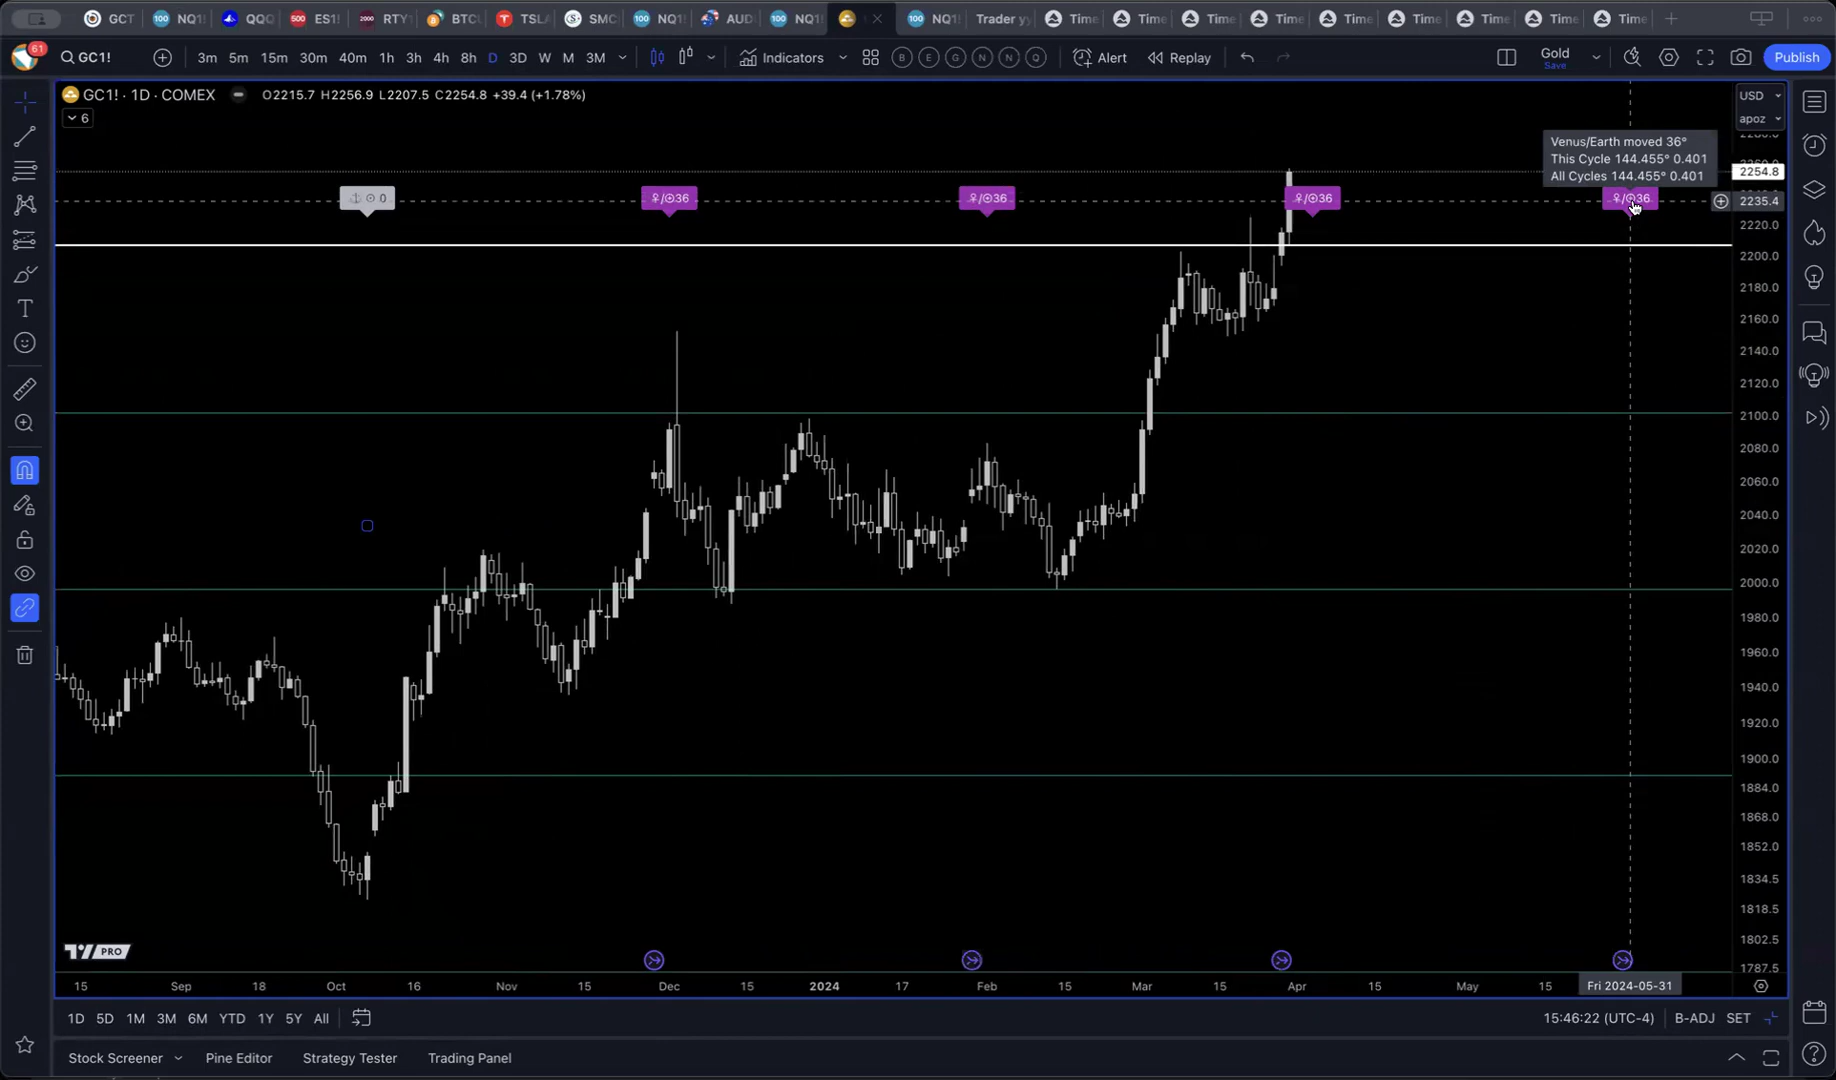 GCT
NQ1!
QQQ
ES1!
RTY
BTC
TSLA
SMC
NQ1!
AUD
NQ1!
NQ1!
Trader y
Time
Time
Time
Time
Time
Time
Time
Time
Time
61
GC1!
3m 5m 15m 30m 40m 1h 3h 4h 8h D 3D W M 3M
Indicators
B E G N N Q
Alert
Replay
Gold
Save
Publish
GC1! · 1D · COMEX
O2215.7 H2256.9 L2207.5 C2254.8 +39.4 (+1.78%)
6
USD
apoz
Venus/Earth moved 36°
This Cycle 144.455° 0.401
All Cycles 144.455° 0.401
⊙ 0
♀/⊙36
♀/⊙36
♀/⊙36
♀/⊙36
2254.8
2235.4
2220.0
2200.0
2180.0
2160.0
2140.0
2120.0
2100.0
2080.0
2060.0
2040.0
2020.0
2000.0
1980.0
1960.0
1940.0
1920.0
1900.0
1884.0
1868.0
1852.0
1834.5
1818.5
1802.5
1787.5
PRO
15 Sep 18 Oct 16 Nov 15 Dec 15 2024 17 Feb 15 Mar 15 Apr 15 May 15 Fri 2024-05-31
1D 5D 1M 3M 6M YTD 1Y 5Y All
15:46:22 (UTC-4) B-ADJ SET
Stock Screener Pine Editor Strategy Tester Trading Panel